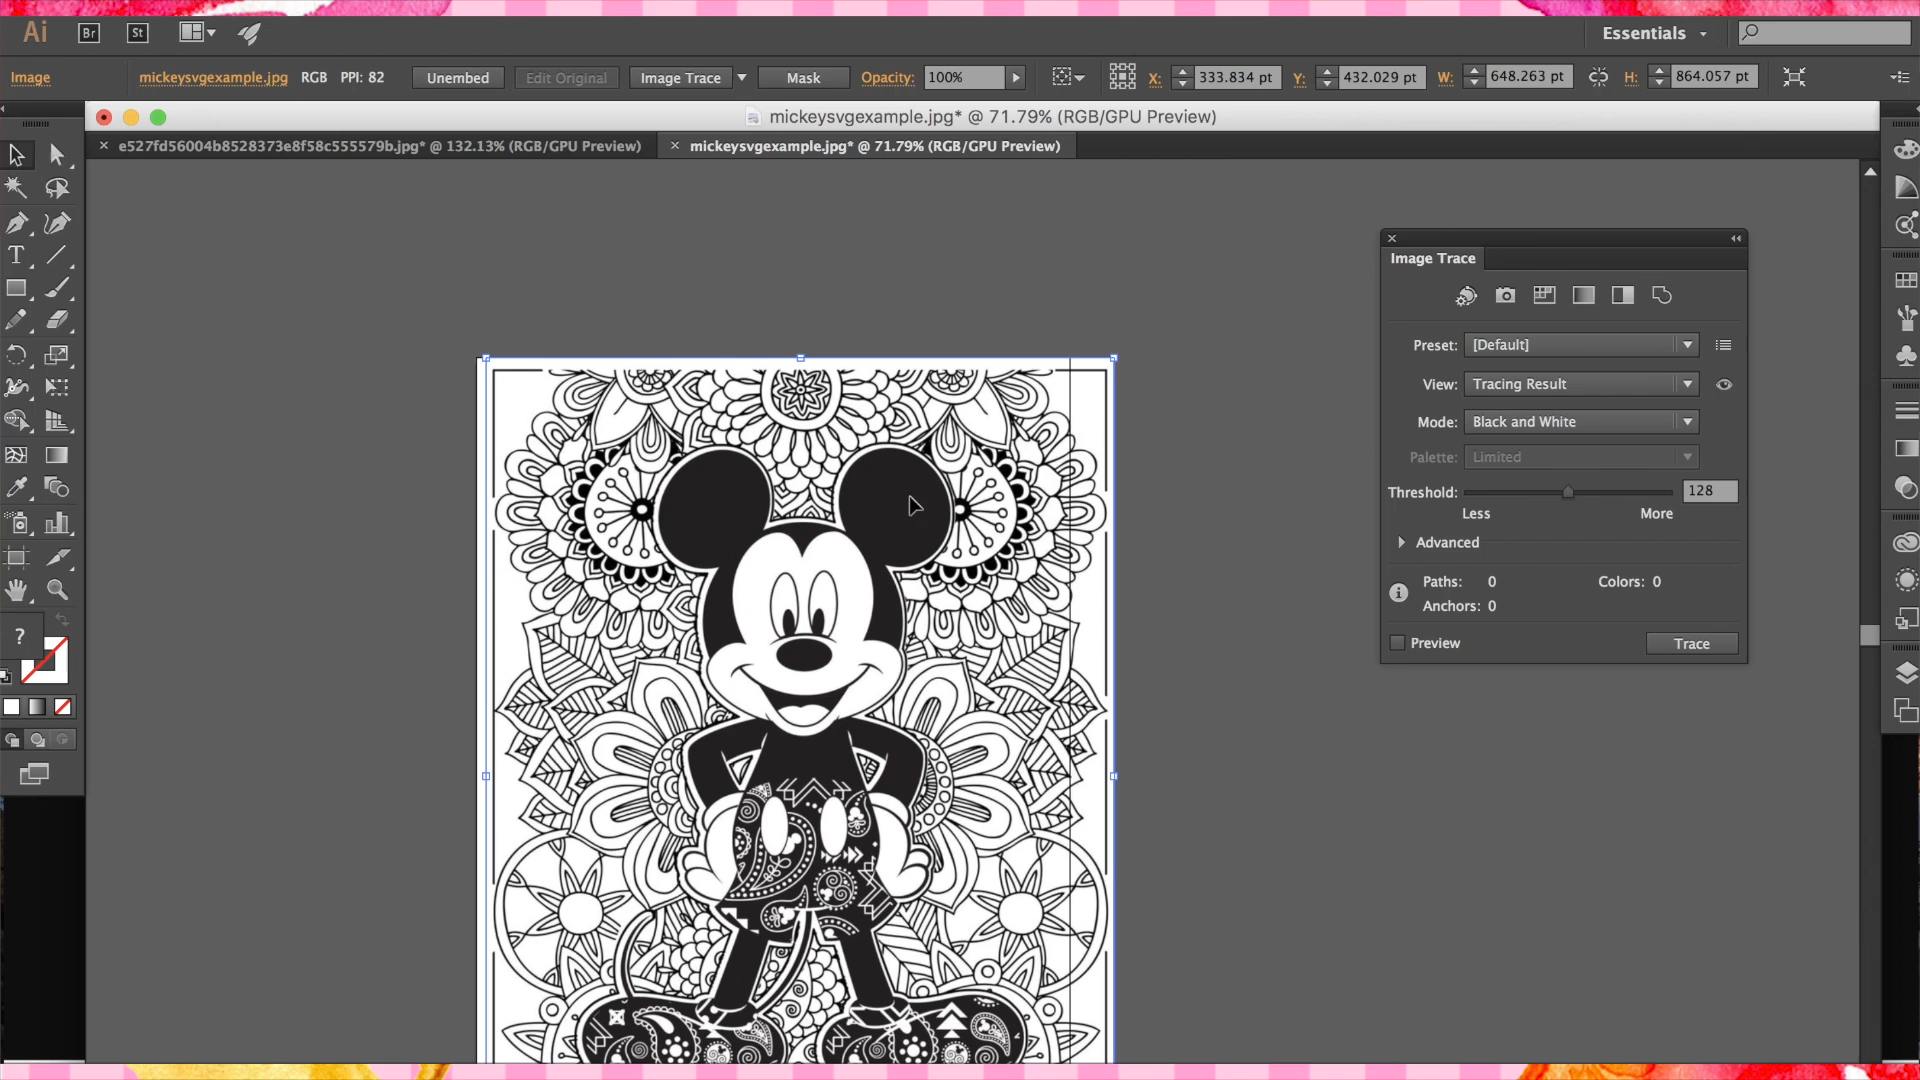 Ai Br St Essentials
Image mickeysvgexample.jpg RGB PPI: 82 Unembed Edit Original Image Trace Mask Opacity: 100% X: 333.834 pt Y: 432.029 pt W: 648.263 pt H: 864.057 pt
mickeysvgexample.jpg* @ 71.79% (RGB/GPU Preview)
× e527fd56004b8528373e8f58c555579b.jpg* @ 132.13% (RGB/GPU Preview) × mickeysvgexample.jpg* @ 71.79% (RGB/GPU Preview)
T
?
Image Trace
Preset: [Default]
View: Tracing Result
Mode: Black and White
Palette: Limited
Threshold: 128
Less More
Advanced
Paths: 0 Colors: 0
Anchors: 0
Preview Trace